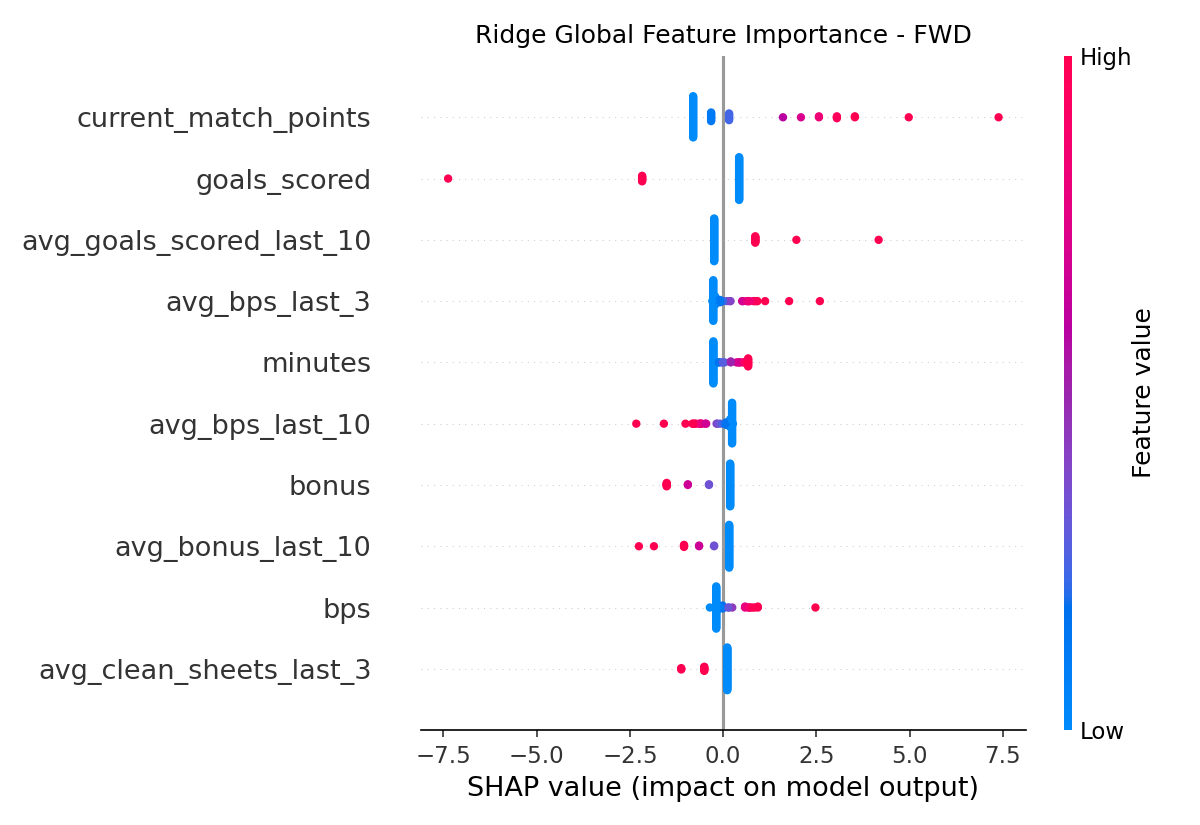 Ridge Global Feature Importance - FWD
High
current_match_points
goals_scored
avg_goals_scored_last_10
avg_bps_last_3
minutes
avg_bps_last_10
bonus
avg_bonus_last_10
bps
avg_clean_sheets_last_3
Feature value
Low
−7.5 −5.0 −2.5 0.0 2.5 5.0 7.5
SHAP value (impact on model output)